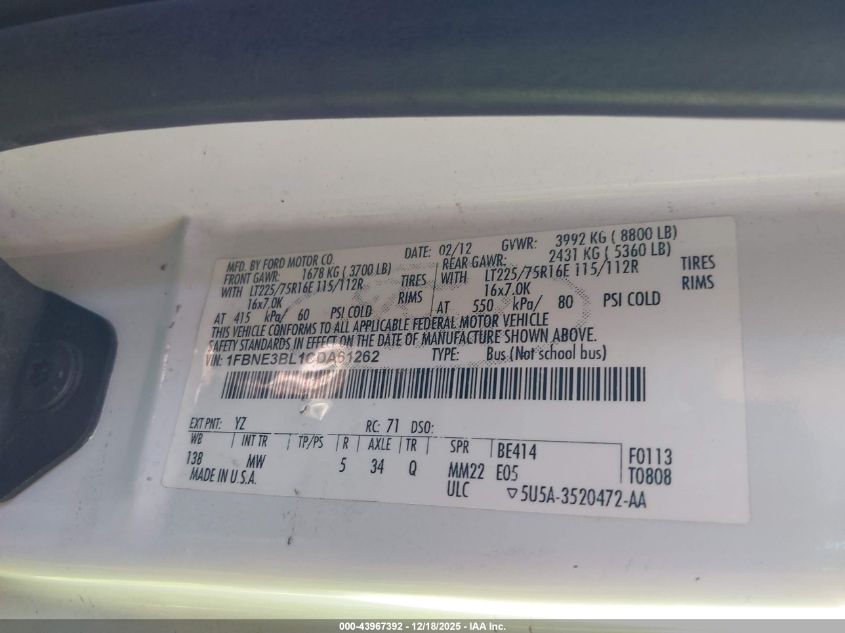 MFD. BY FORD MOTOR CO. DATE: 02/12 GVWR: 3992 KG ( 8800 LB)
FRONT GAWR: 1678 KG ( 3700 LB) REAR GAWR: 2431 KG ( 5360 LB)
WITH LT225/75R16E 115/112R TIRES WITH LT225/75R16E 115/112R TIRES
16x7.0K RIMS 16x7.0K RIMS
AT 415 kPa/ 60 PSI COLD AT 550 kPa/ 80 PSI COLD
THIS VEHICLE CONFORMS TO ALL APPLICABLE FEDERAL MOTOR VEHICLE
SAFETY STANDARDS IN EFFECT ON THE DATE OF MANUFACTURE SHOWN ABOVE.
VIN: 1FBNE3BL1CDA61262 TYPE: Bus (Not school bus)
EXT PNT: YZ RC: 71 DSO:
WB INT TR TP/PS R AXLE TR SPR BE414 F0113
138 MW 5 34 Q MM22 E05 T0808
MADE IN U.S.A. ULC ▽5U5A-3520472-AA
000-43967392 - 12/18/2025 - IAA Inc.